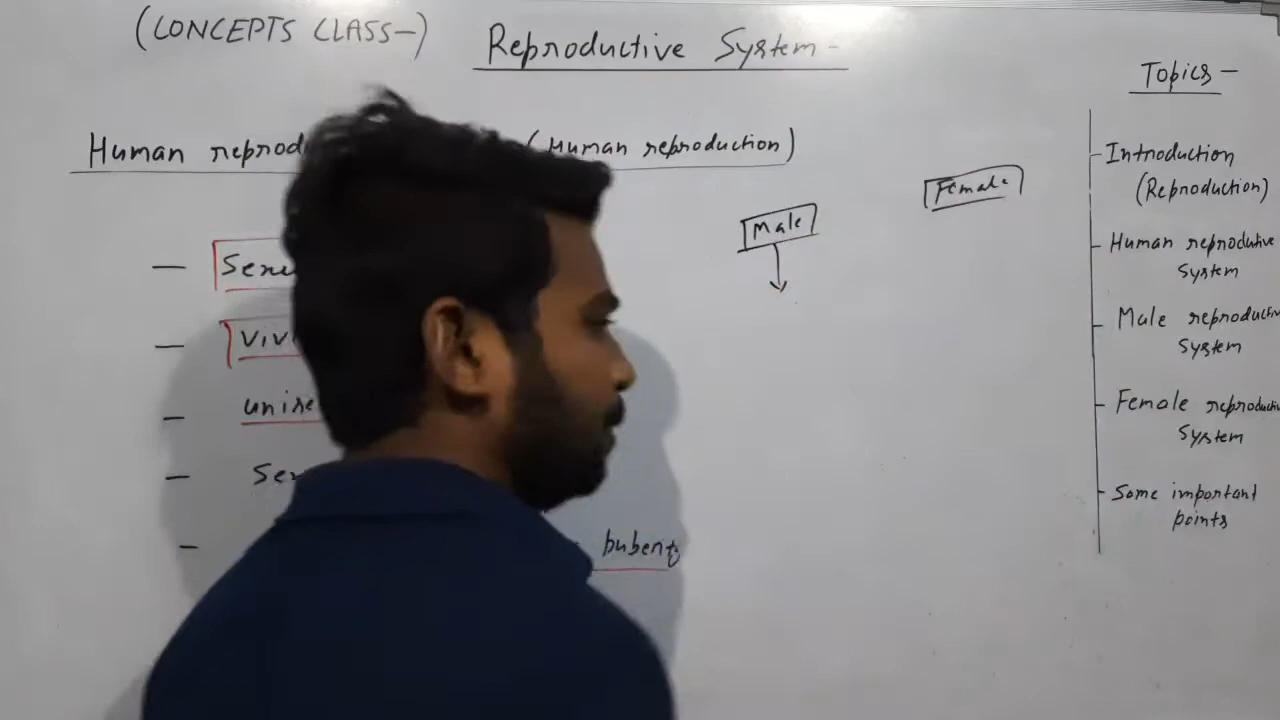 (CONCEPTS CLASS-)
Reproductive System-
Human reprod (Human reproduction)
Male
Female
puberty
Topics-
Introduction
(Reproduction)
Human reproductive
System
Male reproductiv
System
Female reproductiv
System
Some important
points